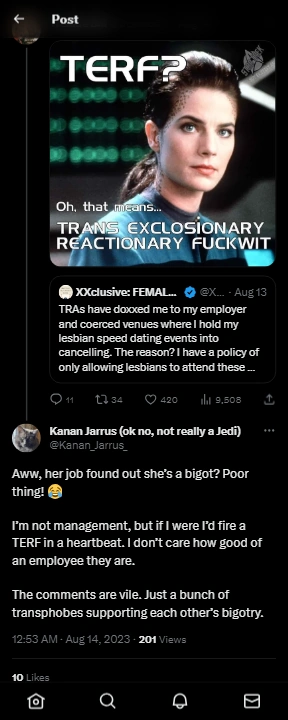 Post
TERF?
Oh, that means...
TRANS EXCLOSIONARY
REACTIONARY FUCKWIT
XXclusive: FEMAL... @X... · Aug 13
TRAs have doxxed me to my employer
and coerced venues where I hold my
lesbian speed dating events into
cancelling. The reason? I have a policy of
only allowing lesbians to attend these ...
11 34 420 9,508
Kanan Jarrus (ok no, not really a Jedi)
@Kanan_Jarrus_
Aww, her job found out she's a bigot? Poor
thing! 😂
I'm not management, but if I were I'd fire a
TERF in a heartbeat. I don't care how good of
an employee they are.
The comments are vile. Just a bunch of
transphobes supporting each other's bigotry.
12:53 AM · Aug 14, 2023 · 201 Views
10 Likes